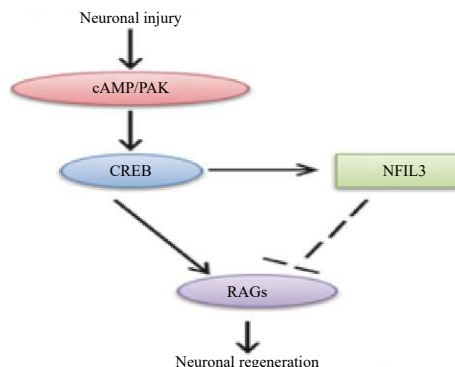 Neuronal injury
cAMP/PAK
CREB
NFIL3
RAGs
Neuronal regeneration